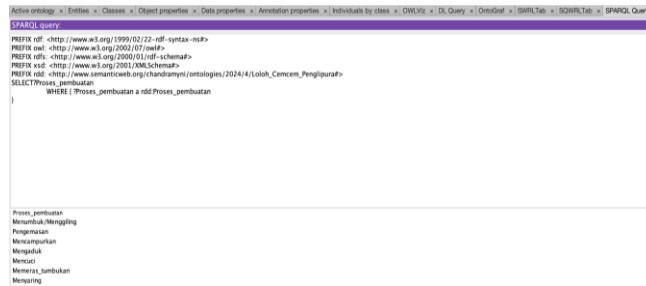 Active ontology × Entities × Classes × Object properties × Data properties × Annotation properties × Individuals by class × OWLViz × DL Query × OntoGraf × SWRLTab × SQWRLTab × SPARQL Quer
SPARQL query:
PREFIX rdf: <http://www.w3.org/1999/02/22-rdf-syntax-ns#>
PREFIX owl: <http://www.w3.org/2002/07/owl#>
PREFIX rdfs: <http://www.w3.org/2000/01/rdf-schema#>
PREFIX xsd: <http://www.w3.org/2001/XMLSchema#>
PREFIX rdd: <http://www.semanticweb.org/chandramyni/ontologies/2024/4/Loloh_Cemcem_Penglipura#>
SELECT?Proses_pembuatan
WHERE { ?Proses_pembuatan a rdd:Proses_pembuatan
}
Proses_pembuatan
Menumbuk/Menggiling
Pengemasan
Mencampurkan
Mengaduk
Mencuci
Memeras_tumbukan
Menyaring